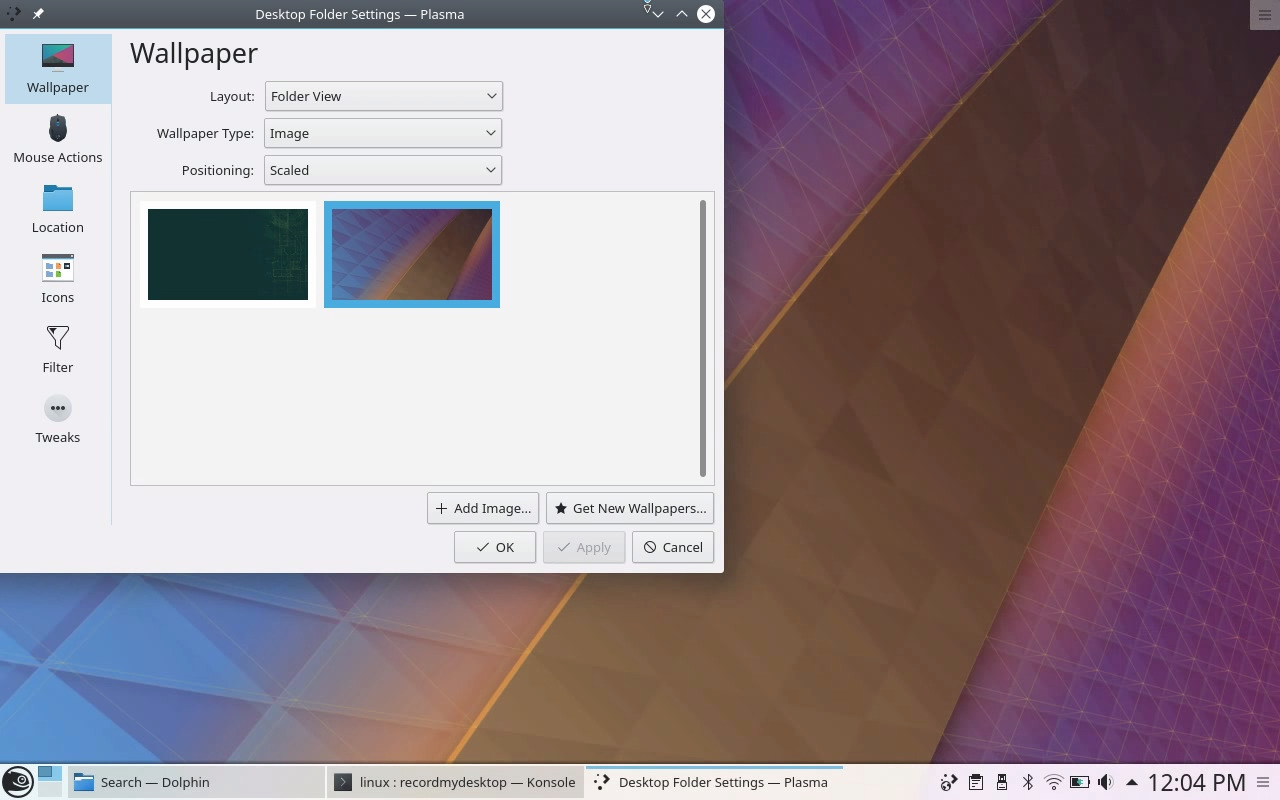 Desktop Folder Settings — Plasma
Wallpaper
Wallpaper
Layout:
Folder View
Mouse Actions
Wallpaper Type:
Image
Positioning:
Scaled
Location
Icons
Filter
Tweaks
Add Image...
Get New Wallpapers...
OK
Apply
Cancel
Search — Dolphin
linux : recordmydesktop — Konsole
Desktop Folder Settings — Plasma
12:04 PM